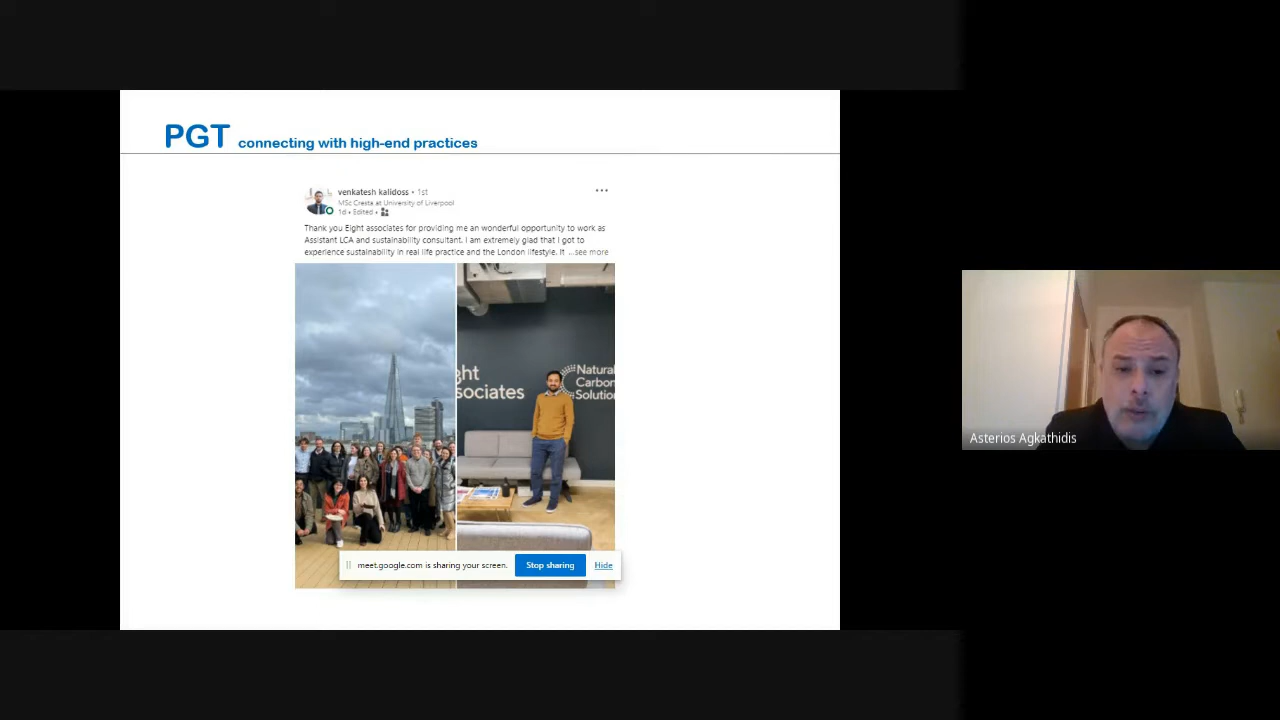 PGT connecting with high-end practices
venkatesh kalidoss • 1st
MSc Cresta at University of Liverpool
1d • Edited •
Thank you Eight associates for providing me an wonderful opportunity to work as
Assistant LCA and sustainability consultant. I am extremely glad that I got to
experience sustainability in real life practice and the London lifestyle. It ...see more
ght
sociates
Natural
Carbo
Solutio
meet.google.com is sharing your screen.
Stop sharing
Hide
Asterios Agkathidis